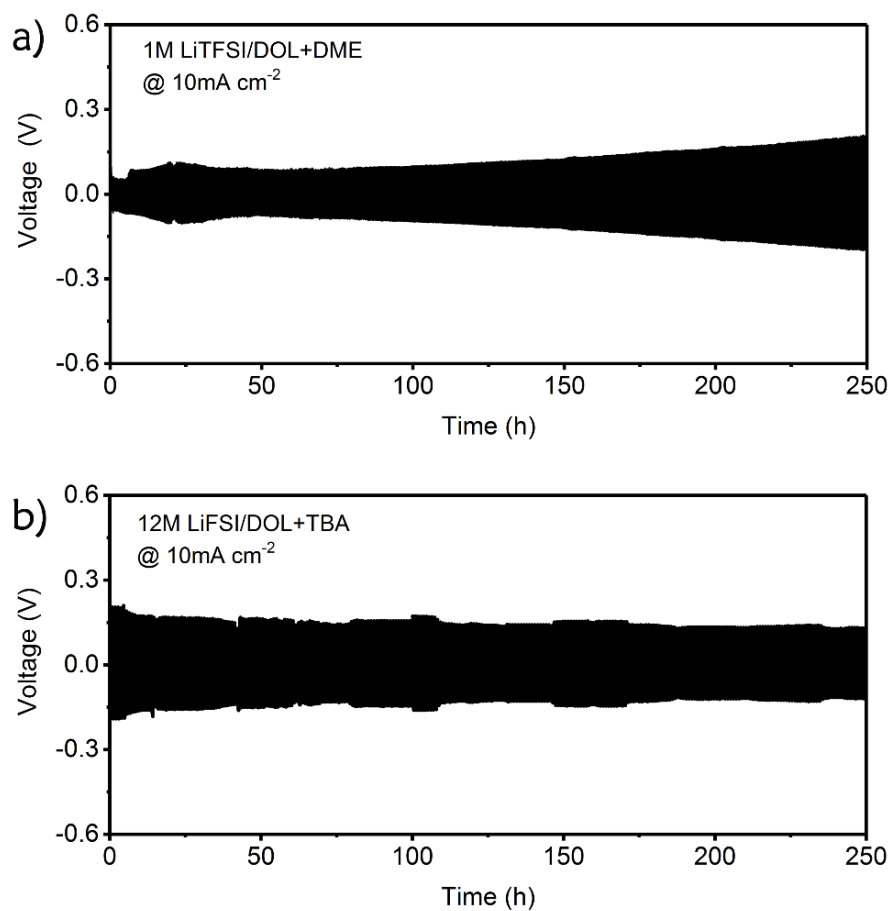 a)
1M LiTFSI/DOL+DME
@ 10mA cm⁻²
Voltage (V)
0.6
0.3
0.0
-0.3
-0.6
0 50 100 150 200 250
Time (h)
b)
12M LiFSI/DOL+TBA
@ 10mA cm⁻²
Voltage (V)
0.6
0.3
0.0
-0.3
-0.6
0 50 100 150 200 250
Time (h)